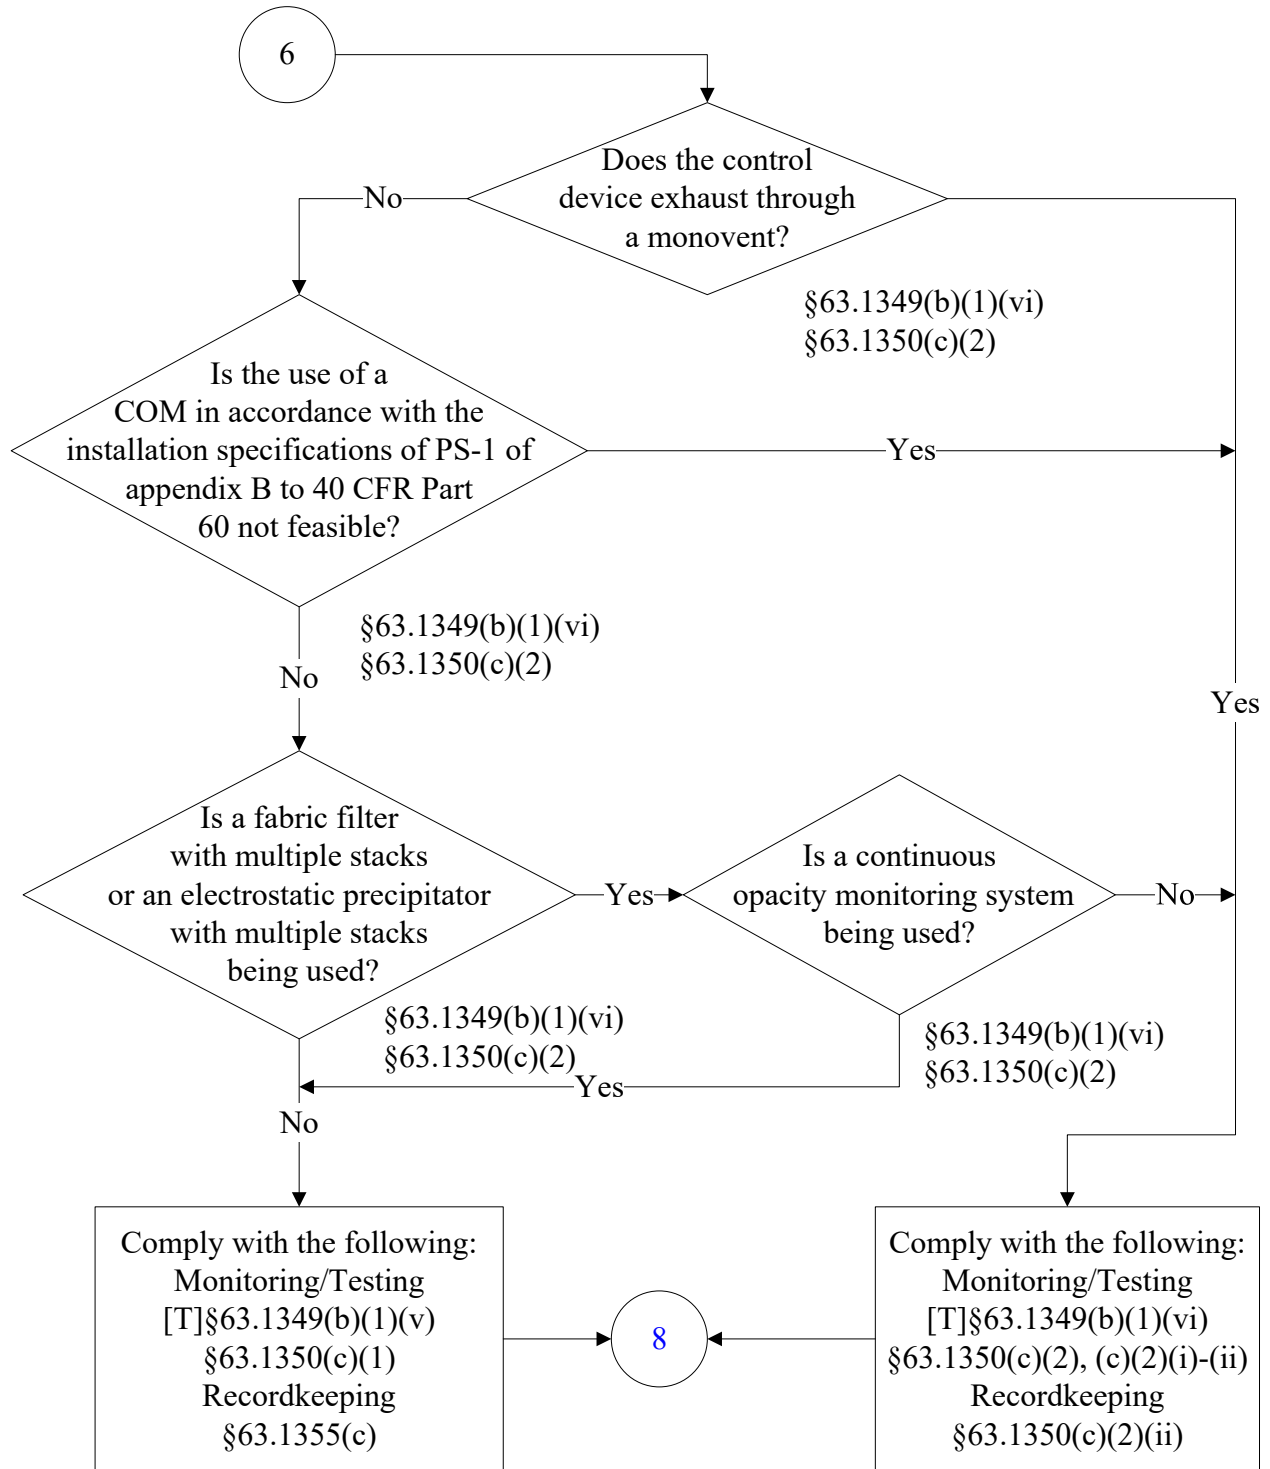 6
Does the control
device exhaust through
a monovent?
No
§63.1349(b)(1)(vi)
§63.1350(c)(2)
Is the use of a
COM in accordance with the
installation specifications of PS-1 of
appendix B to 40 CFR Part
60 not feasible?
Yes
§63.1349(b)(1)(vi)
§63.1350(c)(2)
No
Yes
Is a fabric filter
with multiple stacks
or an electrostatic precipitator
with multiple stacks
being used?
Yes
Is a continuous
opacity monitoring system
being used?
No
§63.1349(b)(1)(vi)
§63.1350(c)(2)
§63.1349(b)(1)(vi)
§63.1350(c)(2)
Yes
No
Comply with the following:
Monitoring/Testing
[T]§63.1349(b)(1)(v)
§63.1350(c)(1)
Recordkeeping
§63.1355(c)
8
Comply with the following:
Monitoring/Testing
[T]§63.1349(b)(1)(vi)
§63.1350(c)(2), (c)(2)(i)-(ii)
Recordkeeping
§63.1350(c)(2)(ii)